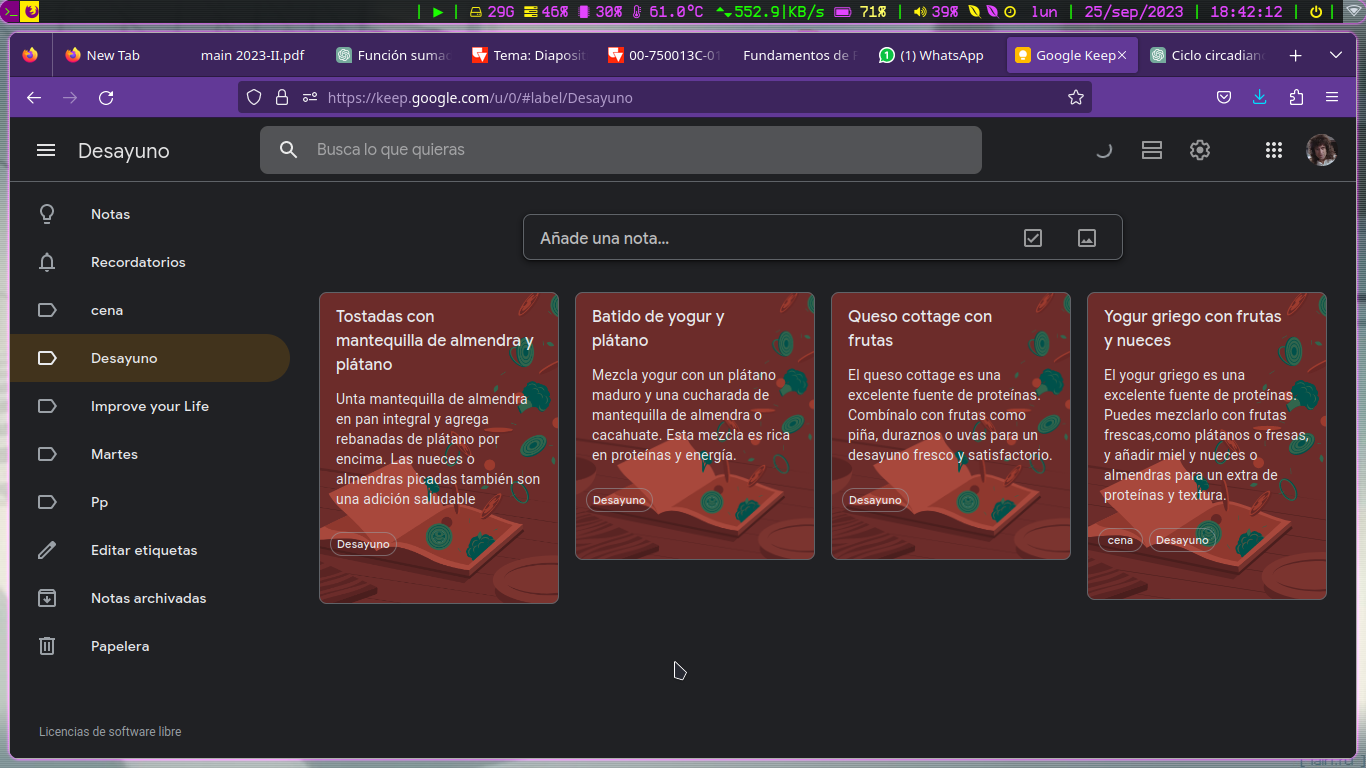 29G 46% 30% 61.0°C 552.9|KB/s 71% 39% lun | 25/sep/2023 | 18:42:12
New Tab
main 2023-II.pdf
Función suma
Tema: Diaposit
00-750013C-01
Fundamentos de
(1) WhatsApp
Google Keep
Ciclo circadian
https://keep.google.com/u/0/#label/Desayuno
Desayuno
Busca lo que quieras
Notas
Recordatorios
cena
Desayuno
Improve your Life
Martes
Pp
Editar etiquetas
Notas archivadas
Papelera
Licencias de software libre
Añade una nota...
Tostadas con
mantequilla de almendra y
plátano
Unta mantequilla de almendra
en pan integral y agrega
rebanadas de plátano por
encima. Las nueces o
almendras picadas también son
una adición saludable
Desayuno
Batido de yogur y
plátano
Mezcla yogur con un plátano
maduro y una cucharada de
mantequilla de almendra o
cacahuate. Esta mezcla es rica
en proteínas y energía.
Desayuno
Queso cottage con
frutas
El queso cottage es una
excelente fuente de proteínas.
Combínalo con frutas como
piña, duraznos o uvas para un
desayuno fresco y satisfactorio.
Desayuno
Yogur griego con frutas
y nueces
El yogur griego es una
excelente fuente de proteínas.
Puedes mezclarlo con frutas
frescas,como plátanos o fresas,
y añadir miel y nueces o
almendras para un extra de
proteínas y textura.
cena Desayuno